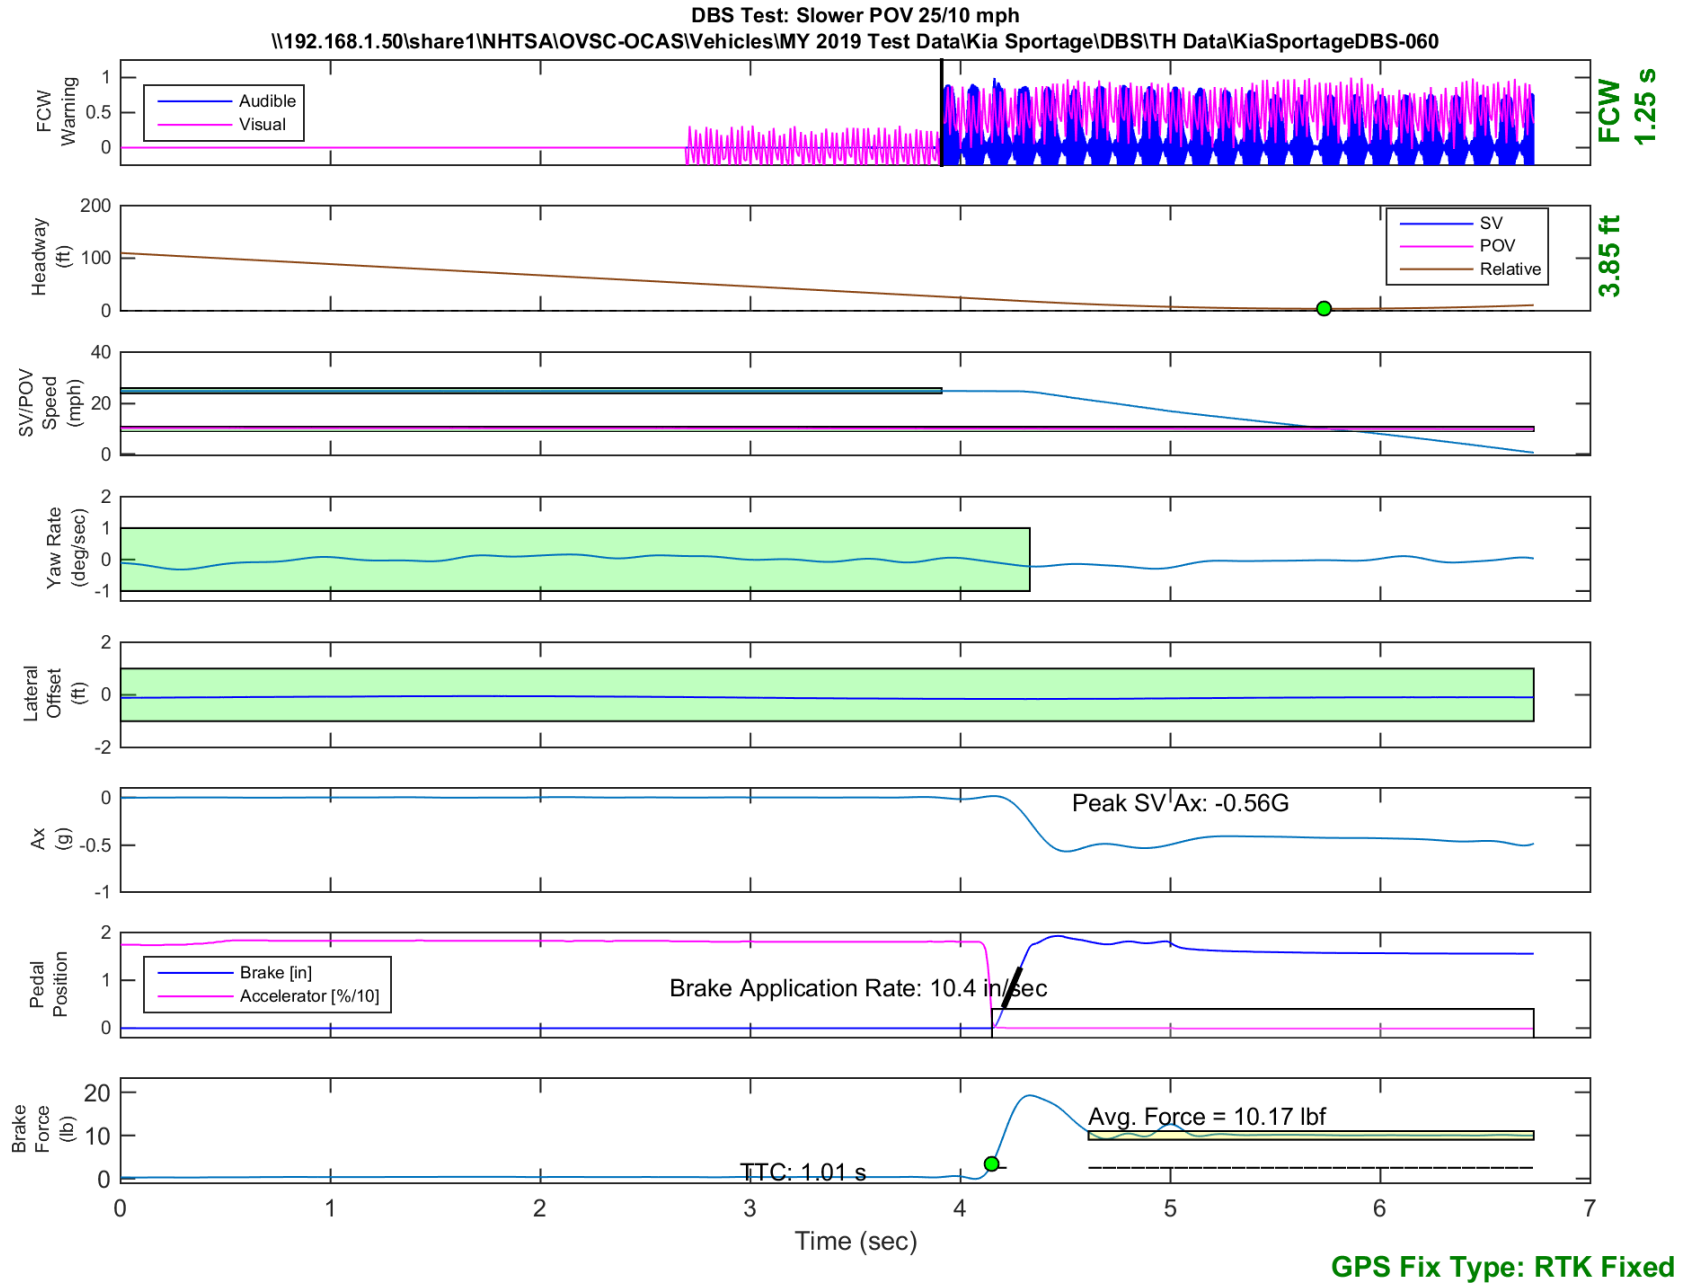 DBS Test: Slower POV 25/10 mph
\\192.168.1.50\share1\NHTSA\OVSC-OCAS\Vehicles\MY 2019 Test Data\Kia Sportage\DBS\TH Data\KiaSportageDBS-060
FCW
Warning
1
0.5
0
Audible
Visual
FCW
1.25 s
Headway
(ft)
200
100
0
SV
POV
Relative
3.85 ft
SV/POV
Speed
(mph)
40
20
0
Yaw Rate
(deg/sec)
2
1
0
-1
Lateral
Offset
(ft)
2
0
-2
Ax
(g)
0
-0.5
-1
Peak SV Ax: -0.56G
Pedal
Position
2
1
0
Brake [in]
Accelerator [%/10]
Brake Application Rate: 10.4 in/sec
Brake
Force
(lb)
20
10
0
TTC: 1.01 s
Avg. Force = 10.17 lbf
0 1 2 3 4 5 6 7
Time (sec)
GPS Fix Type: RTK Fixed